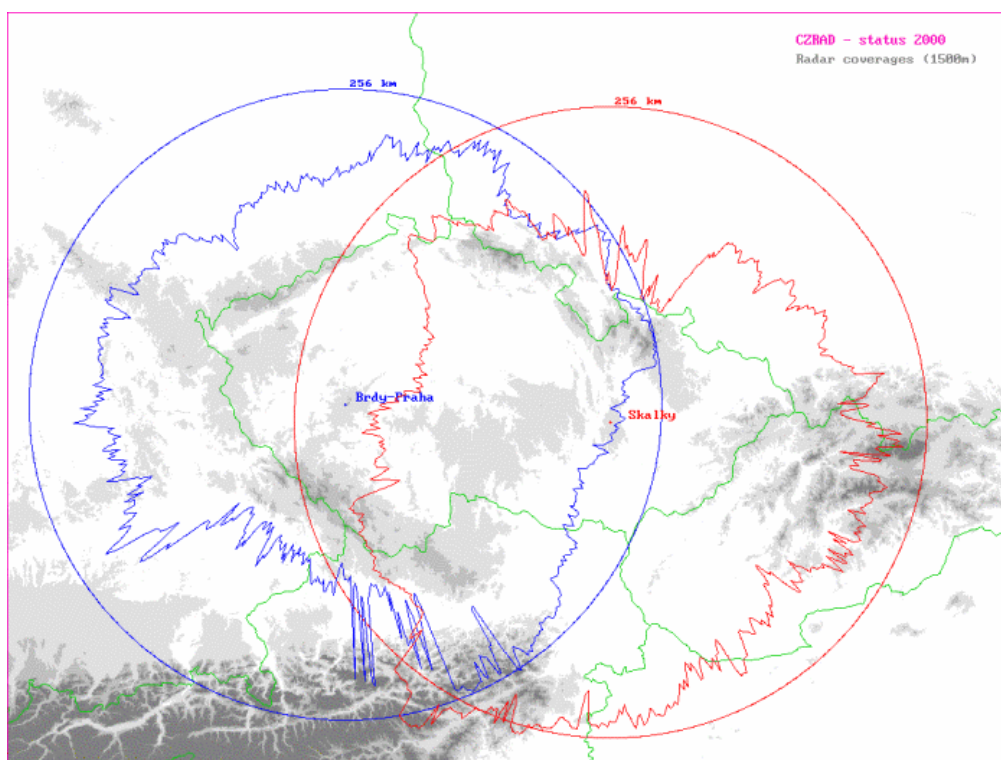 CZRAD - status 2000
Radar coverages (1500m)
256 km
256 km
Brdy-Praha
Skalky